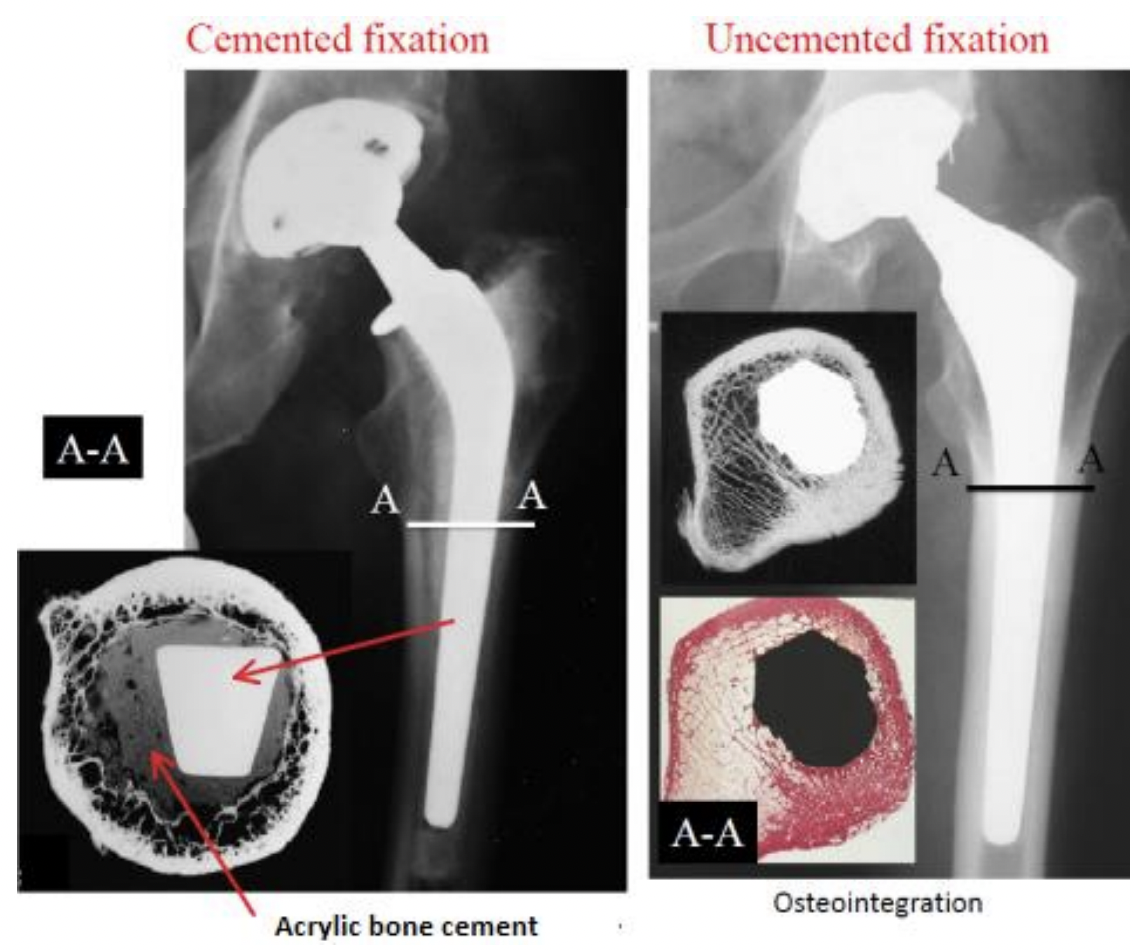 Cemented fixation
Uncemented fixation
A-A
A A
A A
A-A
Osteointegration
Acrylic bone cement